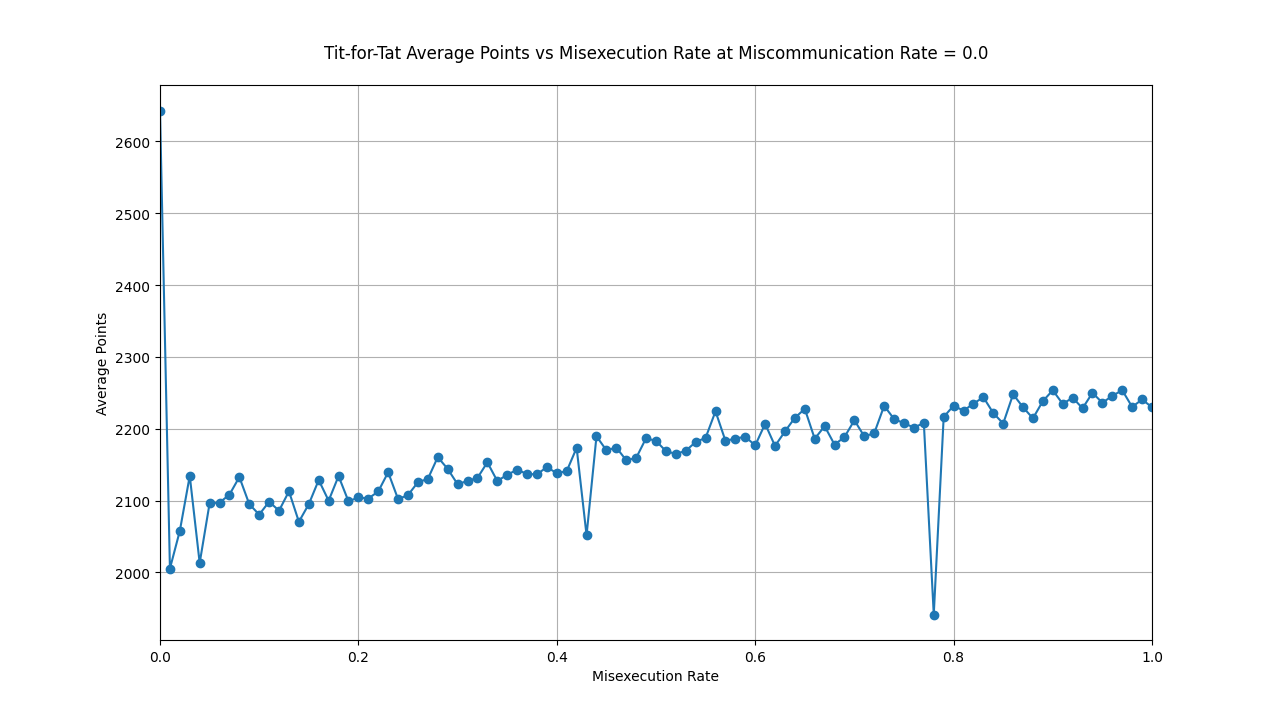 Tit-for-Tat Average Points vs Misexecution Rate at Miscommunication Rate = 0.0
2600
2500
2400
2300
2200
2100
2000
Average Points
0.0 0.2 0.4 0.6 0.8 1.0
Misexecution Rate